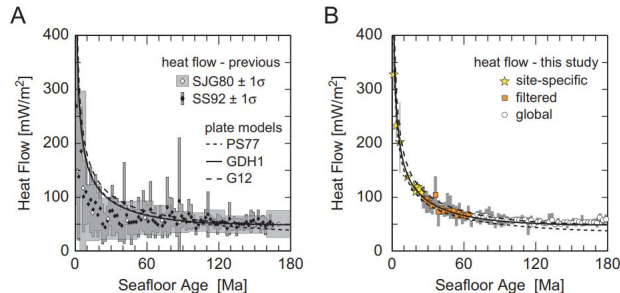 A
heat flow - previous
SJG80 ± 1σ
SS92 ± 1σ
plate models
PS77
GDH1
G12
Heat Flow [mW/m²]
400
300
200
100
50
0
0 60 120 180
Seafloor Age [Ma]
B
heat flow - this study
site-specific
filtered
global
Heat Flow [mW/m²]
400
300
200
100
50
0
0 60 120 180
Seafloor Age [Ma]